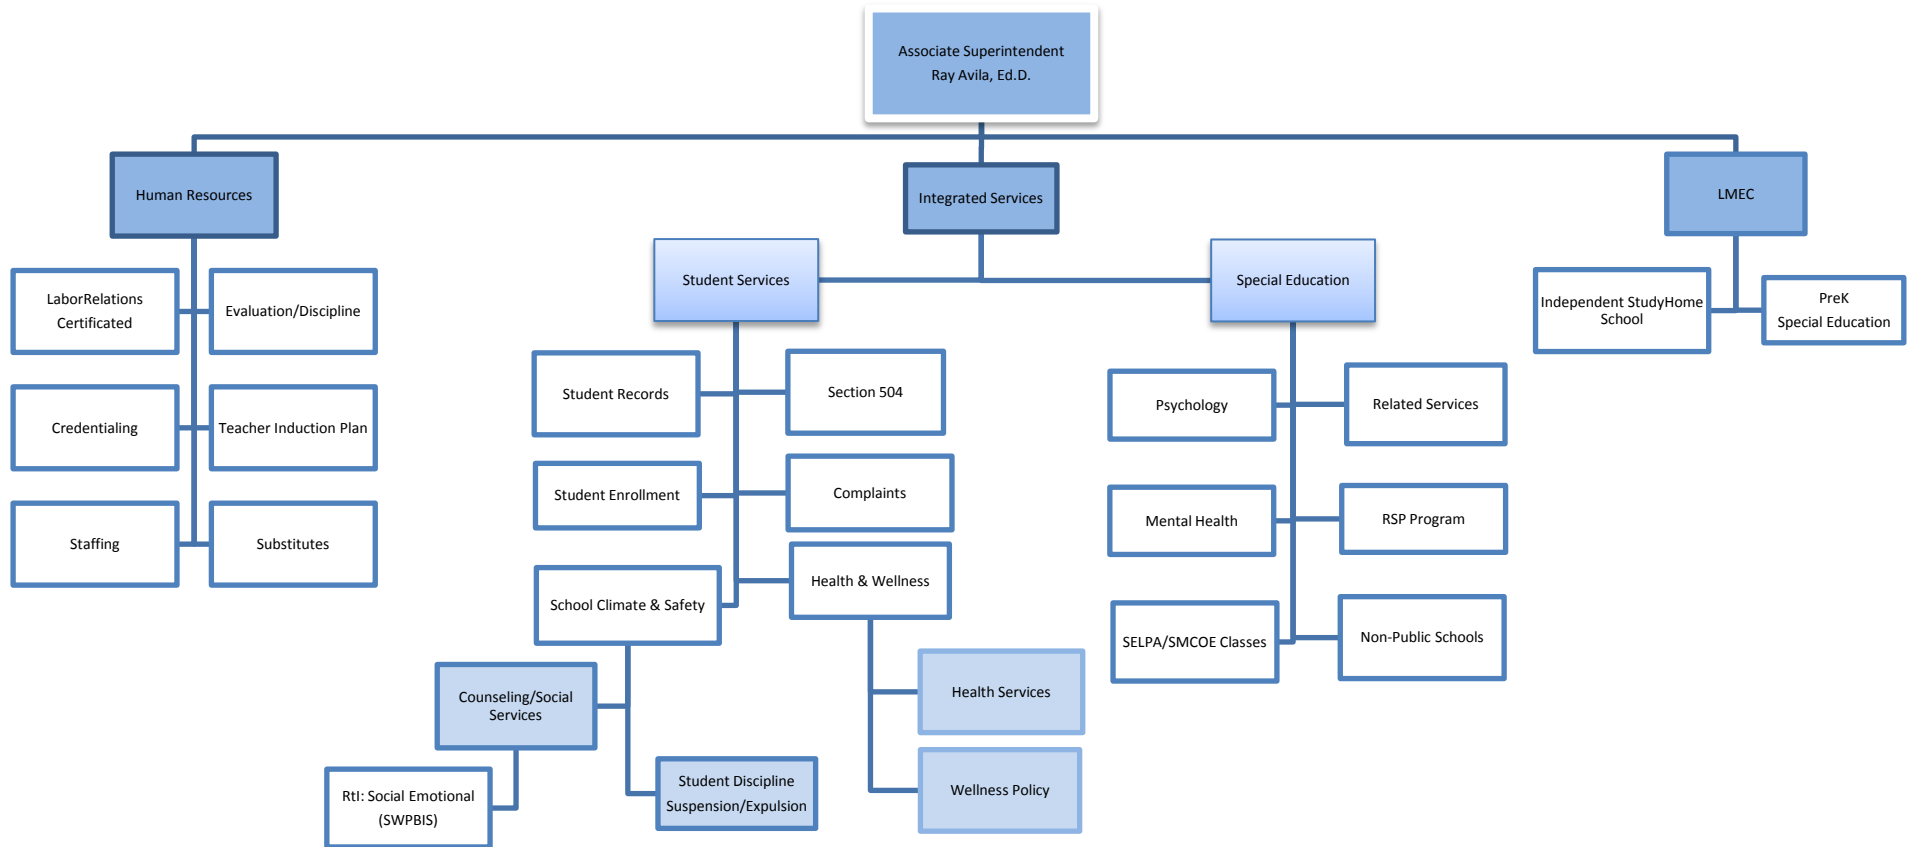 Associate Superintendent
Ray Avila, Ed.D.
Human Resources
Integrated Services
LMEC
LaborRelations
Certificated
Evaluation/Discipline
Credentialing
Teacher Induction Plan
Staffing
Substitutes
Student Services
Special Education
Student Records
Section 504
Student Enrollment
Complaints
School Climate & Safety
Health & Wellness
Counseling/Social
Services
RtI: Social Emotional
(SWPBIS)
Student Discipline
Suspension/Expulsion
Health Services
Wellness Policy
Psychology
Related Services
Mental Health
RSP Program
SELPA/SMCOE Classes
Non-Public Schools
Independent StudyHome
School
PreK
Special Education